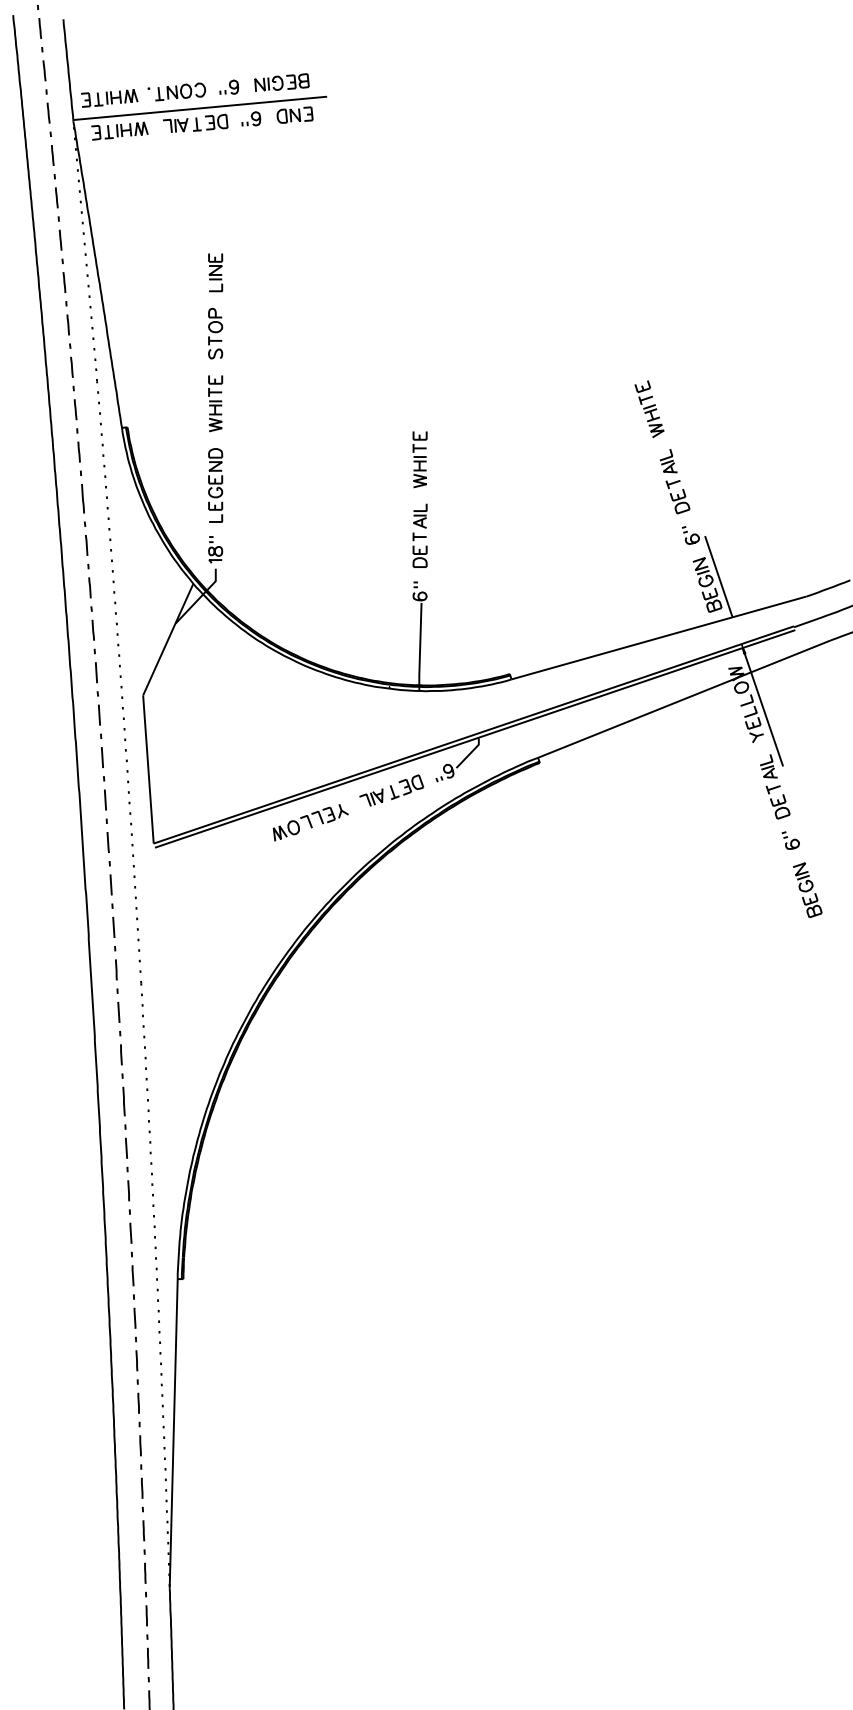 BEGIN 6" CONT. WHITE
END 6" DETAIL WHITE
18" LEGEND WHITE STOP LINE
6" DETAIL WHITE
BEGIN 6" DETAIL WHITE
6" DETAIL YELLOW
BEGIN 6" DETAIL YELLOW